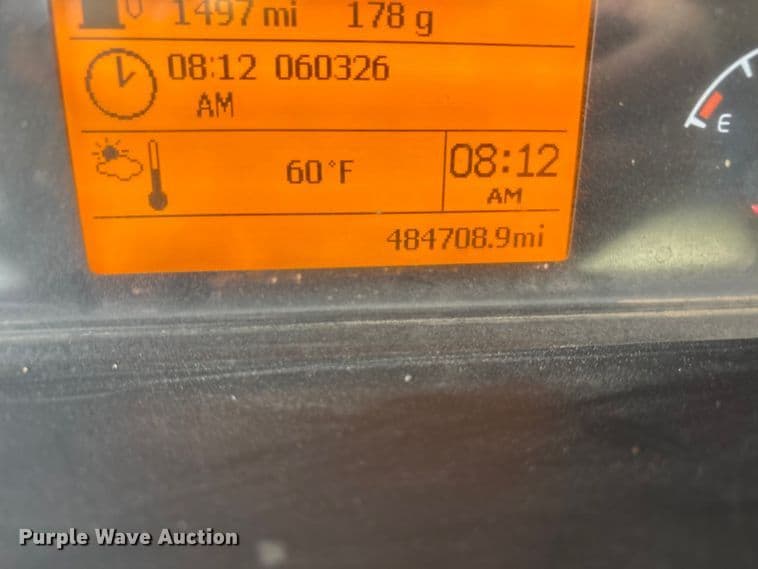 1497 mi 178 g
08:12 060326
AM
60°F
08:12
AM
484708.9mi
E
Purple Wave Auction